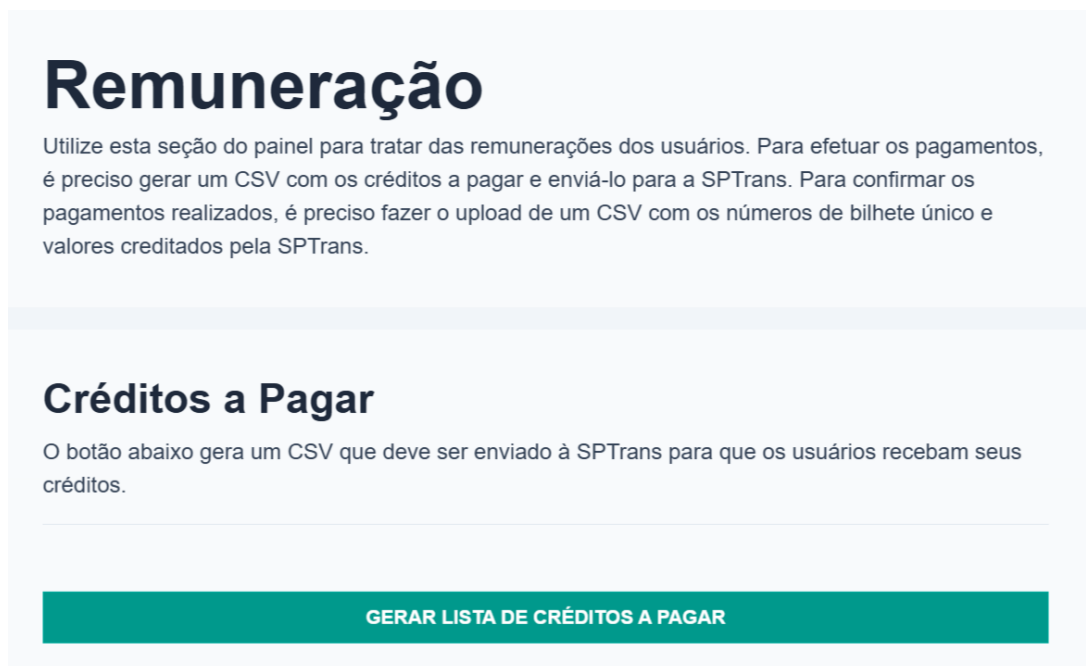 Remuneração
Utilize esta seção do painel para tratar das remunerações dos usuários. Para efetuar os pagamentos,
é preciso gerar um CSV com os créditos a pagar e enviá-lo para a SPTrans. Para confirmar os
pagamentos realizados, é preciso fazer o upload de um CSV com os números de bilhete único e
valores creditados pela SPTrans.
Créditos a Pagar
O botão abaixo gera um CSV que deve ser enviado à SPTrans para que os usuários recebam seus
créditos.
GERAR LISTA DE CRÉDITOS A PAGAR